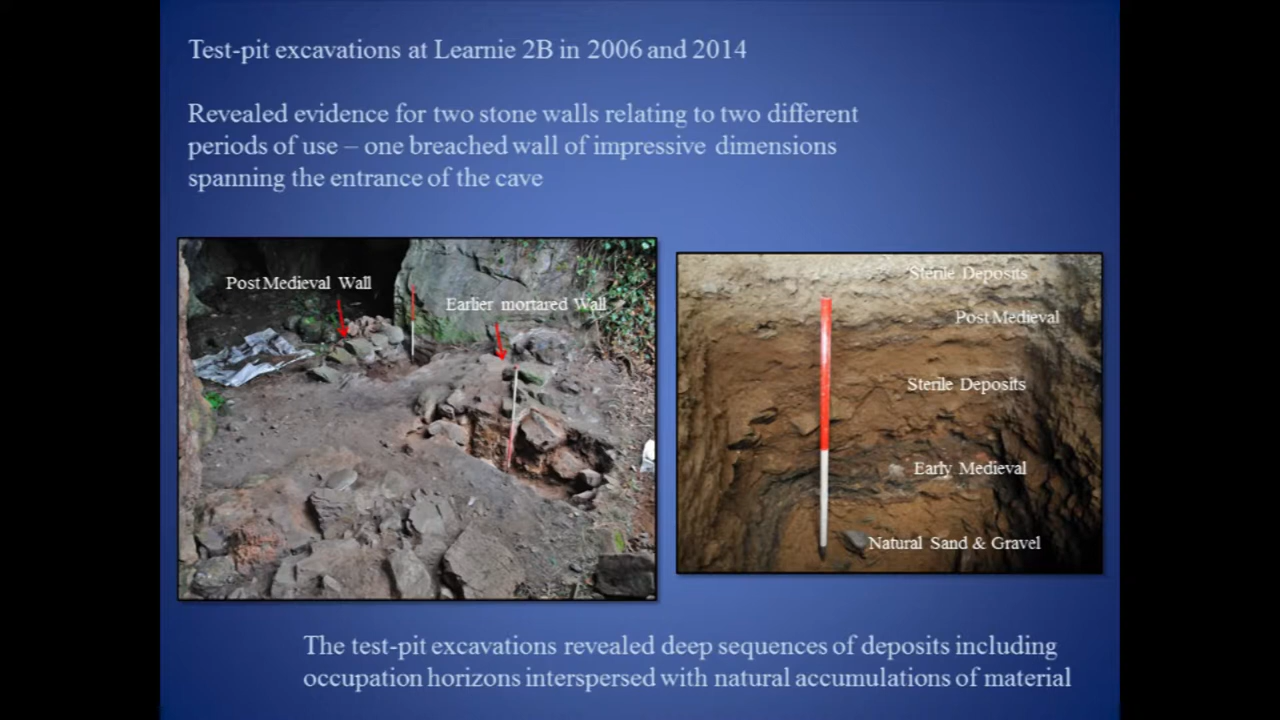 Test-pit excavations at Learnie 2B in 2006 and 2014
Revealed evidence for two stone walls relating to two different
periods of use – one breached wall of impressive dimensions
spanning the entrance of the cave
Post Medieval Wall
Earlier mortared Wall
Sterile Deposits
Post Medieval
Sterile Deposits
Early Medieval
Natural Sand & Gravel
The test-pit excavations revealed deep sequences of deposits including
occupation horizons interspersed with natural accumulations of material